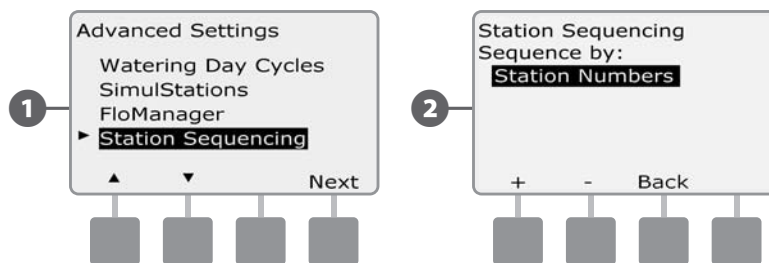 1
Advanced Settings
Watering Day Cycles
SimulStations
FloManager
► Station Sequencing
▲ ▼ Next
2
Station Sequencing
Sequence by:
Station Numbers
+ - Back